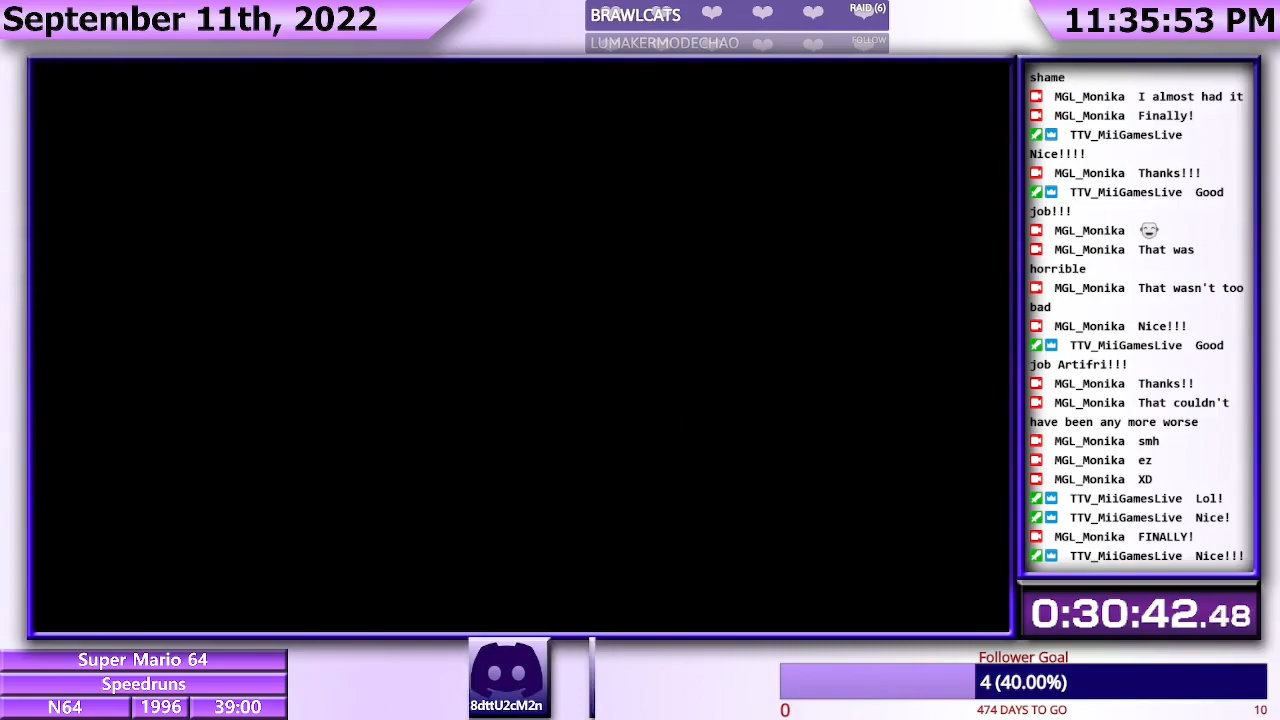 September 11th, 2022
BRAWLCATS
RAID (6)
LUMAKERMODECHAO
FOLLOW
11:35:53 PM
shame
MGL_Monika I almost had it
MGL_Monika Finally!
TTV_MiiGamesLive
Nice!!!!
MGL_Monika Thanks!!!
TTV_MiiGamesLive Good
job!!!
MGL_Monika
MGL_Monika That was
horrible
MGL_Monika That wasn't too
bad
MGL_Monika Nice!!!
TTV_MiiGamesLive Good
job Artifri!!!
MGL_Monika Thanks!!
MGL_Monika That couldn't
have been any more worse
MGL_Monika smh
MGL_Monika ez
MGL_Monika XD
TTV_MiiGamesLive Lol!
TTV_MiiGamesLive Nice!
MGL_Monika FINALLY!
TTV_MiiGamesLive Nice!!!
0:30:42.48
Super Mario 64
Speedruns
N64 1996 39:00
8dttU2cM2n
Follower Goal
4 (40.00%)
0 474 DAYS TO GO 10